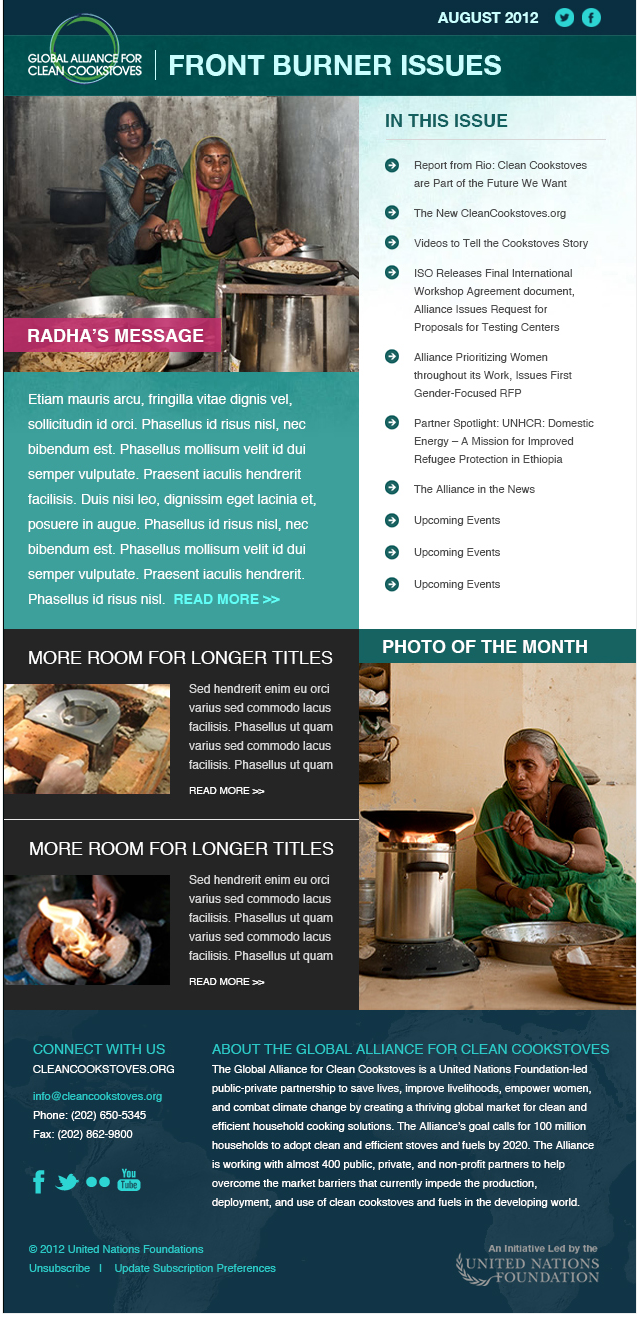 AUGUST 2012
GLOBAL ALLIANCE FOR
CLEAN COOKSTOVES
FRONT BURNER ISSUES
RADHA'S MESSAGE
Etiam mauris arcu, fringilla vitae dignis vel,
sollicitudin id orci. Phasellus id risus nisl, nec
bibendum est. Phasellus mollisum velit id dui
semper vulputate. Praesent iaculis hendrerit
facilisis. Duis nisi leo, dignissim eget lacinia et,
posuere in augue. Phasellus id risus nisl, nec
bibendum est. Phasellus mollisum velit id dui
semper vulputate. Praesent iaculis hendrerit.
Phasellus id risus nisl. READ MORE >>
IN THIS ISSUE
Report from Rio: Clean Cookstoves
are Part of the Future We Want
The New CleanCookstoves.org
Videos to Tell the Cookstoves Story
ISO Releases Final International
Workshop Agreement document,
Alliance Issues Request for
Proposals for Testing Centers
Alliance Prioritizing Women
throughout its Work, Issues First
Gender-Focused RFP
Partner Spotlight: UNHCR: Domestic
Energy – A Mission for Improved
Refugee Protection in Ethiopia
The Alliance in the News
Upcoming Events
Upcoming Events
Upcoming Events
MORE ROOM FOR LONGER TITLES
Sed hendrerit enim eu orci
varius sed commodo lacus
facilisis. Phasellus ut quam
varius sed commodo lacus
facilisis. Phasellus ut quam
READ MORE >>
MORE ROOM FOR LONGER TITLES
Sed hendrerit enim eu orci
varius sed commodo lacus
facilisis. Phasellus ut quam
varius sed commodo lacus
facilisis. Phasellus ut quam
READ MORE >>
PHOTO OF THE MONTH
CONNECT WITH US
CLEANCOOKSTOVES.ORG
info@cleancookstoves.org
Phone: (202) 650-5345
Fax: (202) 862-9800
You
Tube
ABOUT THE GLOBAL ALLIANCE FOR CLEAN COOKSTOVES
The Global Alliance for Clean Cookstoves is a United Nations Foundation-led
public-private partnership to save lives, improve livelihoods, empower women,
and combat climate change by creating a thriving global market for clean and
efficient household cooking solutions. The Alliance's goal calls for 100 million
households to adopt clean and efficient stoves and fuels by 2020. The Alliance
is working with almost 400 public, private, and non-profit partners to help
overcome the market barriers that currently impede the production,
deployment, and use of clean cookstoves and fuels in the developing world.
© 2012 United Nations Foundations
Unsubscribe I Update Subscription Preferences
An Initiative Led by the
UNITED NATIONS
FOUNDATION